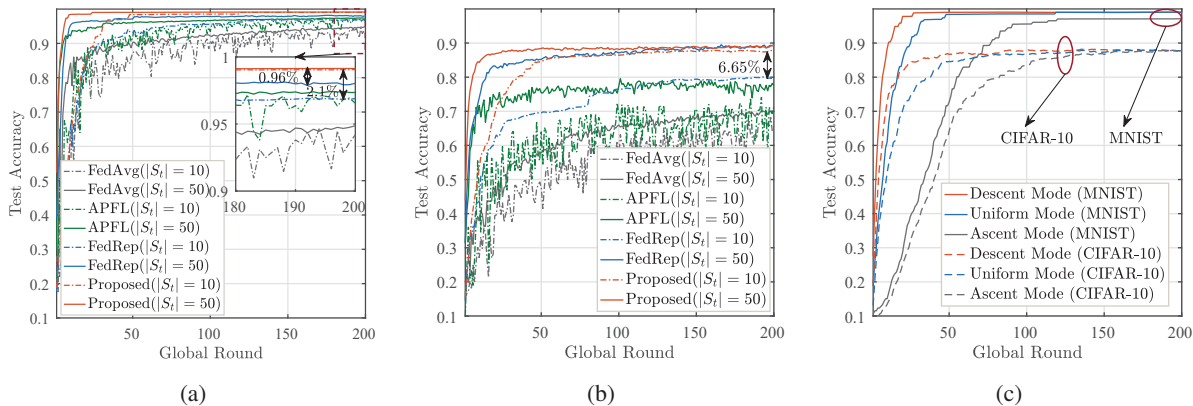 Test Accuracy
0.9
0.8
0.7
0.6
0.5
0.4
0.3
0.2
0.1
50
100
150
200
Global Round
1
0.96%
2.1%
0.95
0.9
180
190
200
FedAvg(|S_t| = 10)
FedAvg(|S_t| = 50)
APFL(|S_t| = 10)
APFL(|S_t| = 50)
FedRep(|S_t| = 10)
FedRep(|S_t| = 50)
Proposed(|S_t| = 10)
Proposed(|S_t| = 50)
(a)
Test Accuracy
0.9
0.8
0.7
0.6
0.5
0.4
0.3
0.2
0.1
50
100
150
200
Global Round
6.65%
FedAvg(|S_t| = 10)
FedAvg(|S_t| = 50)
APFL(|S_t| = 10)
APFL(|S_t| = 50)
FedRep(|S_t| = 10)
FedRep(|S_t| = 50)
Proposed(|S_t| = 10)
Proposed(|S_t| = 50)
(b)
Test Accuracy
0.9
0.8
0.7
0.6
0.5
0.4
0.3
0.2
0.1
50
100
150
200
Global Round
CIFAR-10
MNIST
Descent Mode (MNIST)
Uniform Mode (MNIST)
Ascent Mode (MNIST)
Descent Mode (CIFAR-10)
Uniform Mode (CIFAR-10)
Ascent Mode (CIFAR-10)
(c)